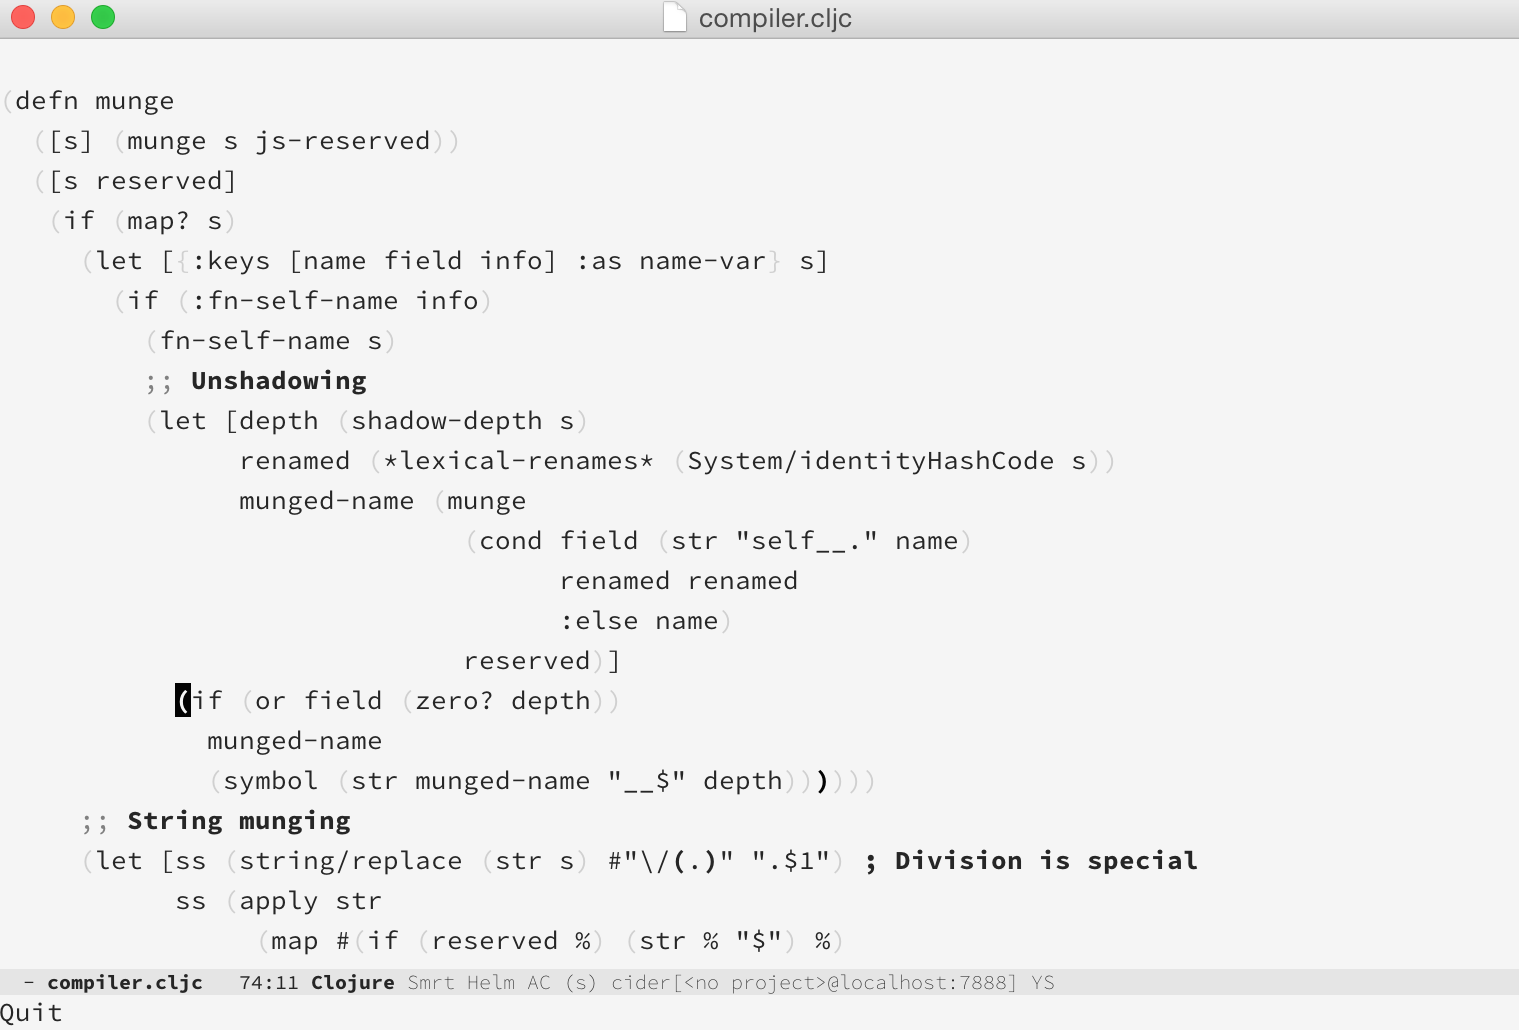 compiler.cljc
(defn munge
  ([s] (munge s js-reserved))
  ([s reserved]
   (if (map? s)
     (let [{:keys [name field info] :as name-var} s]
       (if (:fn-self-name info)
         (fn-self-name s)
         ;; Unshadowing
         (let [depth (shadow-depth s)
               renamed (*lexical-renames* (System/identityHashCode s))
               munged-name (munge
                             (cond field (str "self__." name)
                                   renamed renamed
                                   :else name)
                             reserved)]
           (if (or field (zero? depth))
             munged-name
             (symbol (str munged-name "__$" depth))))))
     ;; String munging
     (let [ss (string/replace (str s) #"\/(.)" ".$1") ; Division is special
           ss (apply str
                (map #(if (reserved %) (str % "$") %)
- compiler.cljc   74:11 Clojure Smrt Helm AC (s) cider[<no project>@localhost:7888] YS
Quit